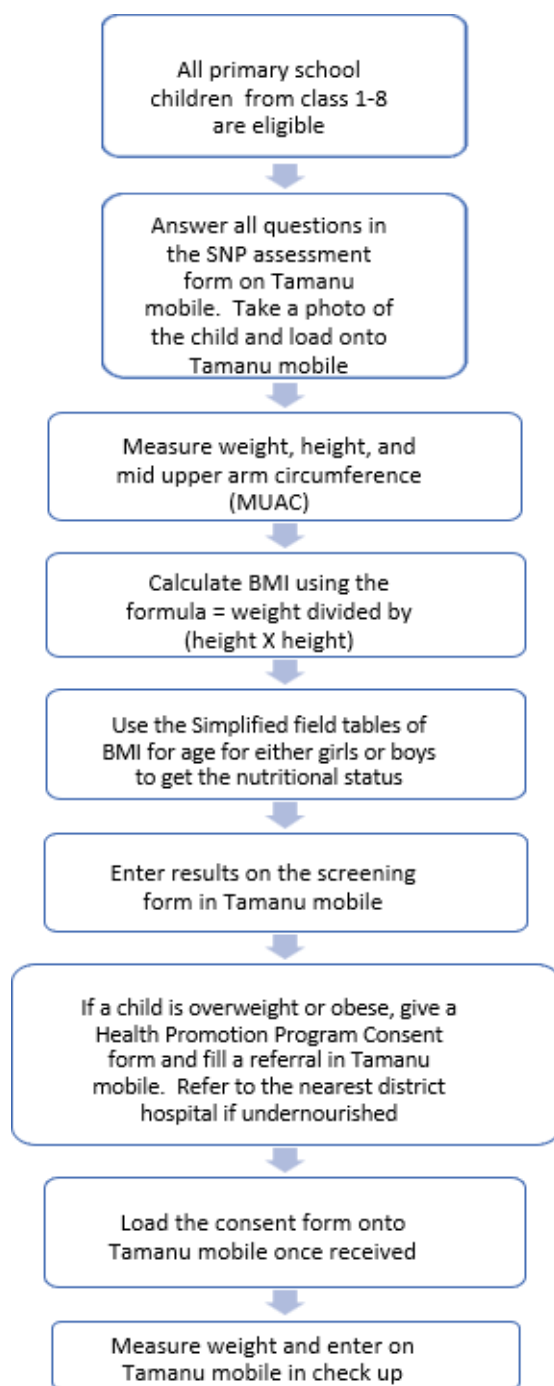 All primary school
children from class 1-8
are eligible
Answer all questions in
the SNP assessment
form on Tamanu
mobile. Take a photo of
the child and load onto
Tamanu mobile
Measure weight, height, and
mid upper arm circumference
(MUAC)
Calculate BMI using the
formula = weight divided by
(height X height)
Use the Simplified field tables of
BMI for age for either girls or boys
to get the nutritional status
Enter results on the screening
form in Tamanu mobile
If a child is overweight or obese, give a
Health Promotion Program Consent
form and fill a referral in Tamanu
mobile. Refer to the nearest district
hospital if undernourished
Load the consent form onto
Tamanu mobile once received
Measure weight and enter on
Tamanu mobile in check up